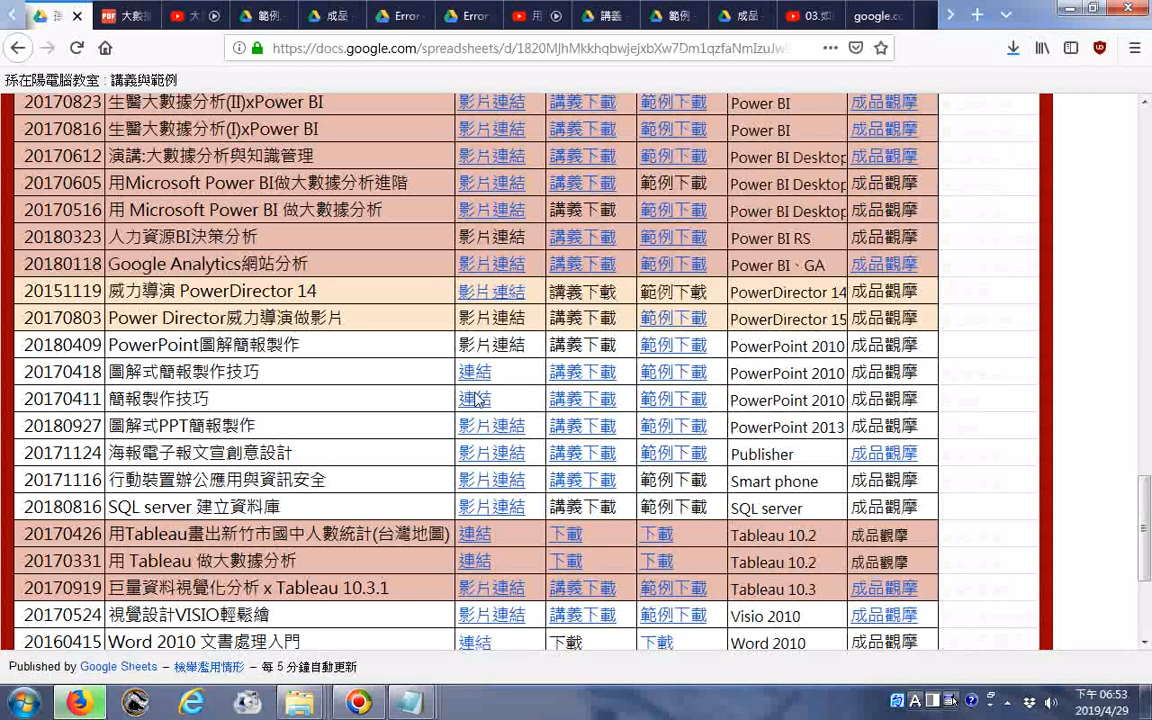 孫
大數
大
範例
成品
Error
Error
用
講義
範例
成品
03.如
google.cc
https://docs.google.com/spreadsheets/d/1820MJhMkkhqbwjejxbXw7Dm1qzfaNmIzuJw
孫在陽電腦教室 : 講義與範例
20170823 生醫大數據分析(II)xPower BI 影片連結 講義下載 範例下載 Power BI 成品觀摩
20170816 生醫大數據分析(I)xPower BI 影片連結 講義下載 範例下載 Power BI 成品觀摩
20170612 演講:大數據分析與知識管理 影片連結 講義下載 範例下載 Power BI Desktop 成品觀摩
20170605 用Microsoft Power BI做大數據分析進階 影片連結 講義下載 範例下載 Power BI Desktop 成品觀摩
20170516 用 Microsoft Power BI 做大數據分析 影片連結 講義下載 範例下載 Power BI Desktop 成品觀摩
20180323 人力資源BI決策分析 影片連結 講義下載 範例下載 Power BI RS 成品觀摩
20180118 Google Analytics網站分析 影片連結 講義下載 範例下載 Power BI、GA 成品觀摩
20151119 威力導演 PowerDirector 14 影片連結 講義下載 範例下載 PowerDirector 14 成品觀摩
20170803 Power Director威力導演做影片 影片連結 講義下載 範例下載 PowerDirector 15 成品觀摩
20180409 PowerPoint圖解簡報製作 影片連結 講義下載 範例下載 PowerPoint 2010 成品觀摩
20170418 圖解式簡報製作技巧 連結 講義下載 範例下載 PowerPoint 2010 成品觀摩
20170411 簡報製作技巧 連結 講義下載 範例下載 PowerPoint 2010 成品觀摩
20180927 圖解式PPT簡報製作 影片連結 講義下載 範例下載 PowerPoint 2013 成品觀摩
20171124 海報電子報文宣創意設計 影片連結 講義下載 範例下載 Publisher 成品觀摩
20171116 行動裝置辦公應用與資訊安全 影片連結 講義下載 範例下載 Smart phone 成品觀摩
20180816 SQL server 建立資料庫 影片連結 講義下載 範例下載 SQL server 成品觀摩
20170426 用Tableau畫出新竹市國中人數統計(台灣地圖) 連結 下載 下載 Tableau 10.2 成品觀摩
20170331 用 Tableau 做大數據分析 連結 下載 下載 Tableau 10.2 成品觀摩
20170919 巨量資料視覺化分析 x Tableau 10.3.1 影片連結 講義下載 範例下載 Tableau 10.3 成品觀摩
20170524 視覺設計VISIO輕鬆繪 影片連結 講義下載 範例下載 Visio 2010 成品觀摩
20160415 Word 2010 文書處理入門 連結 下載 下載 Word 2010 成品觀摩
Published by Google Sheets – 檢舉濫用情形 – 每 5 分鐘自動更新
下午 06:53
2019/4/29